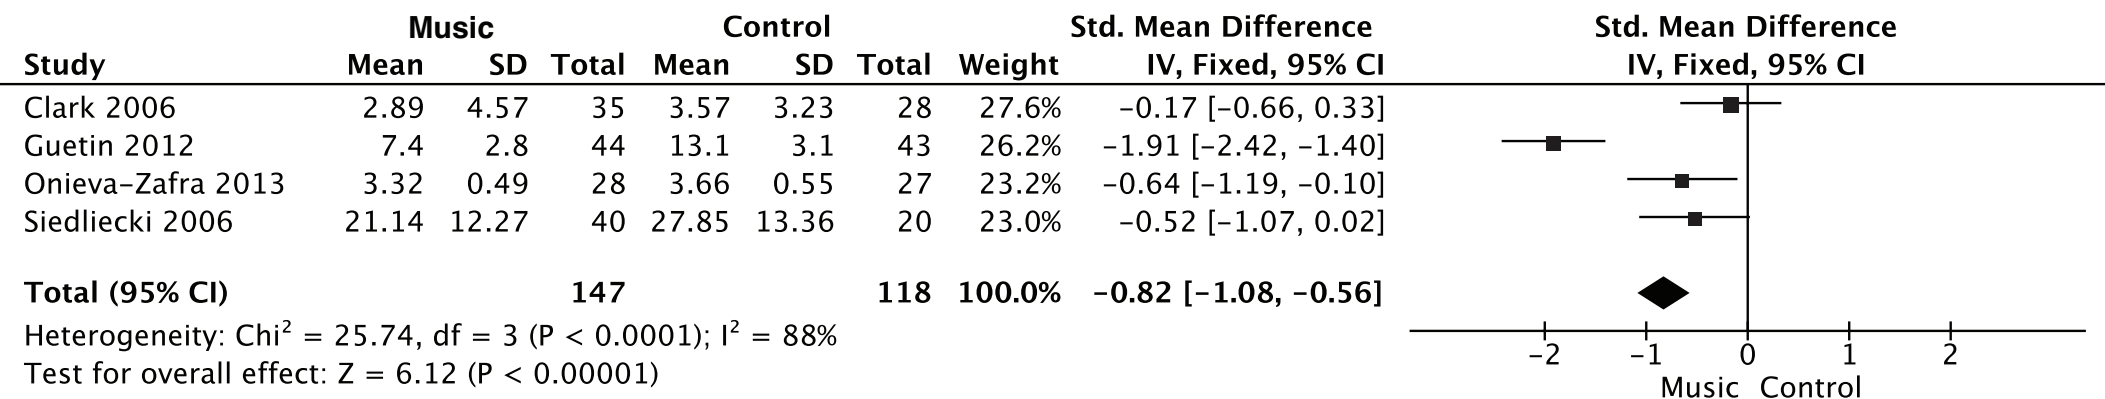 Music Control Std. Mean Difference Std. Mean Difference
Study Mean SD Total Mean SD Total Weight IV, Fixed, 95% CI IV, Fixed, 95% CI
Clark 2006 2.89 4.57 35 3.57 3.23 28 27.6% −0.17 [−0.66, 0.33]
Guetin 2012 7.4 2.8 44 13.1 3.1 43 26.2% −1.91 [−2.42, −1.40]
Onieva−Zafra 2013 3.32 0.49 28 3.66 0.55 27 23.2% −0.64 [−1.19, −0.10]
Siedliecki 2006 21.14 12.27 40 27.85 13.36 20 23.0% −0.52 [−1.07, 0.02]
Total (95% CI) 147 118 100.0% −0.82 [−1.08, −0.56]
Heterogeneity: Chi² = 25.74, df = 3 (P < 0.0001); I² = 88%
Test for overall effect: Z = 6.12 (P < 0.00001)
−2 −1 0 1 2
Music Control